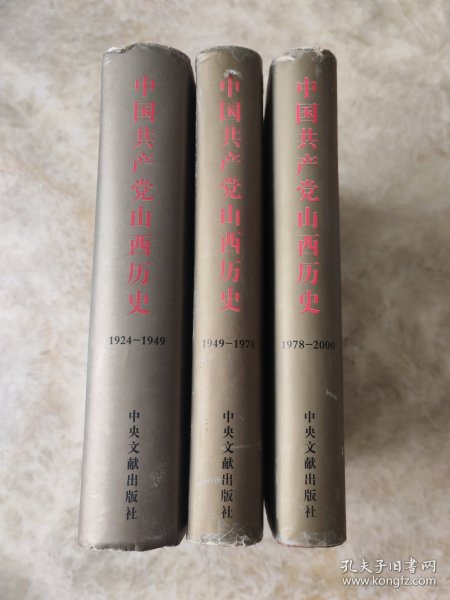 中国共产党山西历史
1924-1949
中央文献出版社
中国共产党山西历史
1949-1978
中央文献出版社
中国共产党山西历史
1978-2000
中央文献出版社
孔夫子旧书网
www.kongfz.com